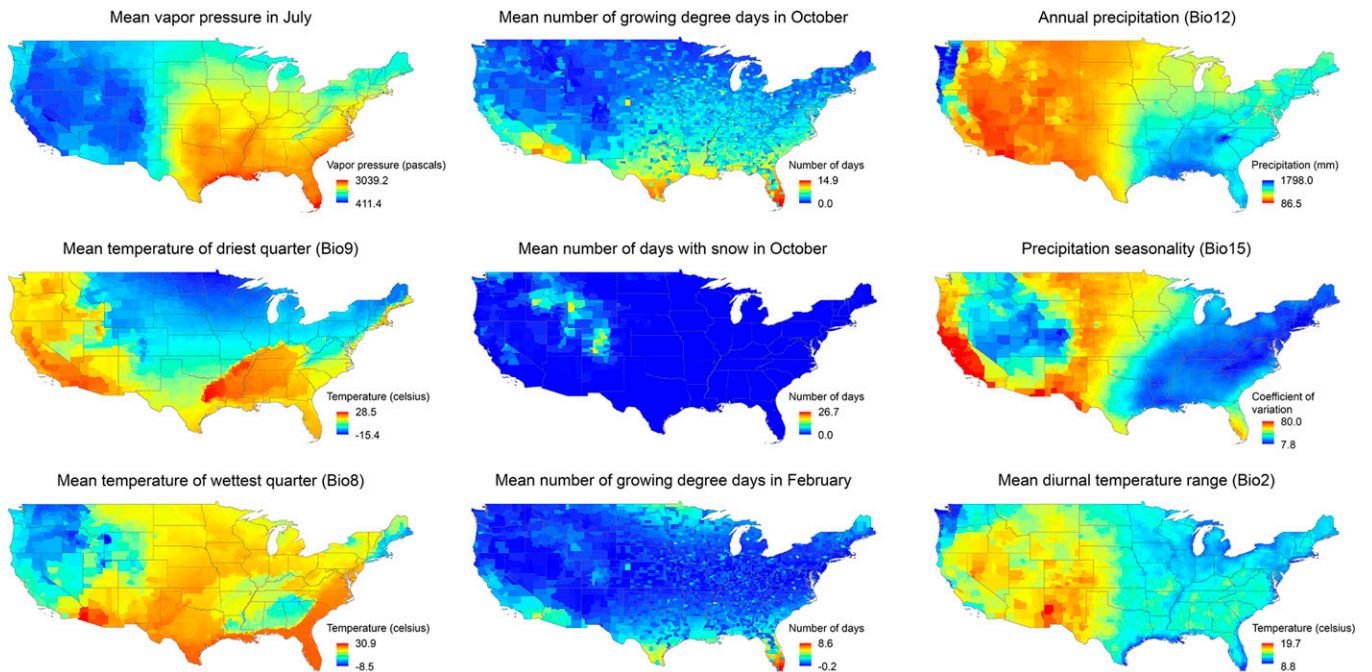 Mean vapor pressure in July
Vapor pressure (pascals)
3039.2
411.4
Mean number of growing degree days in October
Number of days
14.9
0.0
Annual precipitation (Bio12)
Precipitation (mm)
1798.0
86.5
Mean temperature of driest quarter (Bio9)
Temperature (celsius)
28.5
-15.4
Mean number of days with snow in October
Number of days
26.7
0.0
Precipitation seasonality (Bio15)
Coefficient of
variation
80.0
7.8
Mean temperature of wettest quarter (Bio8)
Temperature (celsius)
30.9
-8.5
Mean number of growing degree days in February
Number of days
8.6
-0.2
Mean diurnal temperature range (Bio2)
Temperature (celsius)
19.7
8.8